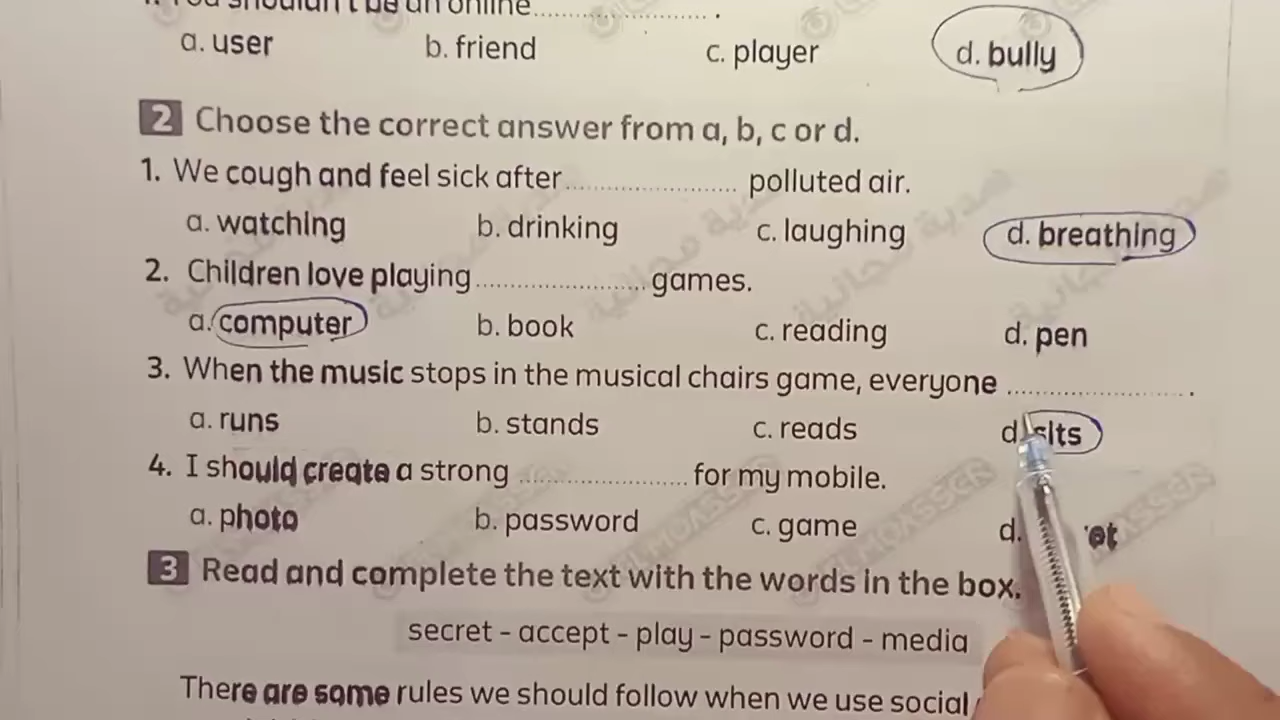 be an online.................... .
a. user b. friend c. player d. bully
2 Choose the correct answer from a, b, c or d.
1. We cough and feel sick after.................... polluted air.
a. watching b. drinking c. laughing d. breathing
2. Children love playing.................... games.
a. computer b. book c. reading d. pen
3. When the music stops in the musical chairs game, everyone .................... .
a. runs b. stands c. reads d. sits
4. I should create a strong .................... for my mobile.
a. photo b. password c. game d.
3 Read and complete the text with the words in the box.
secret - accept - play - password - media
There are some rules we should follow when we use social